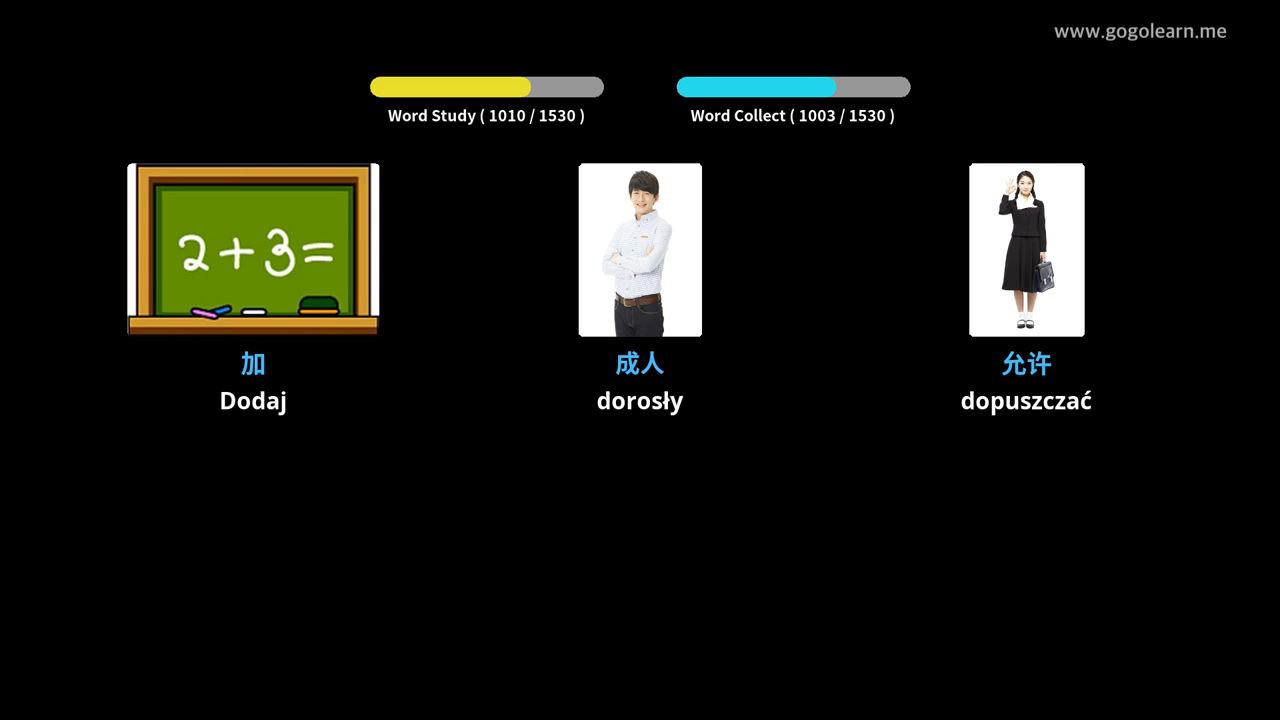 www.gogolearn.me
Word Study ( 1010 / 1530 )
Word Collect ( 1003 / 1530 )
2+3=
加
成人
允许
Dodaj
dorosły
dopuszczać